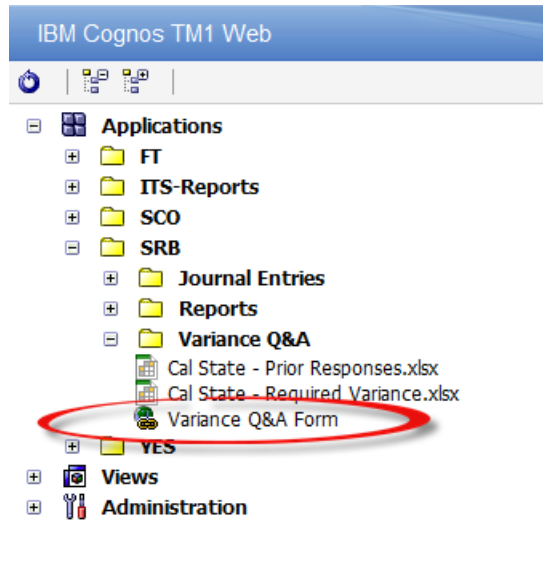 IBM Cognos TM1 Web
Applications
FT
ITS-Reports
SCO
SRB
Journal Entries
Reports
Variance Q&A
Cal State - Prior Responses.xlsx
Cal State - Required Variance.xlsx
Variance Q&A Form
YES
Views
Administration